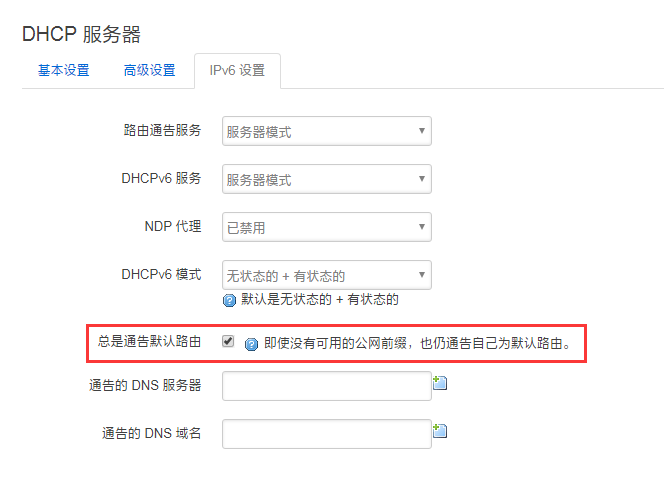 DHCP 服务器
基本设置 高级设置 IPv6 设置
路由通告服务 服务器模式
DHCPv6 服务 服务器模式
NDP 代理 已禁用
DHCPv6 模式 无状态的 + 有状态的
默认是无状态的 + 有状态的
总是通告默认路由 即使没有可用的公网前缀，也仍通告自己为默认路由。
通告的 DNS 服务器
通告的 DNS 域名